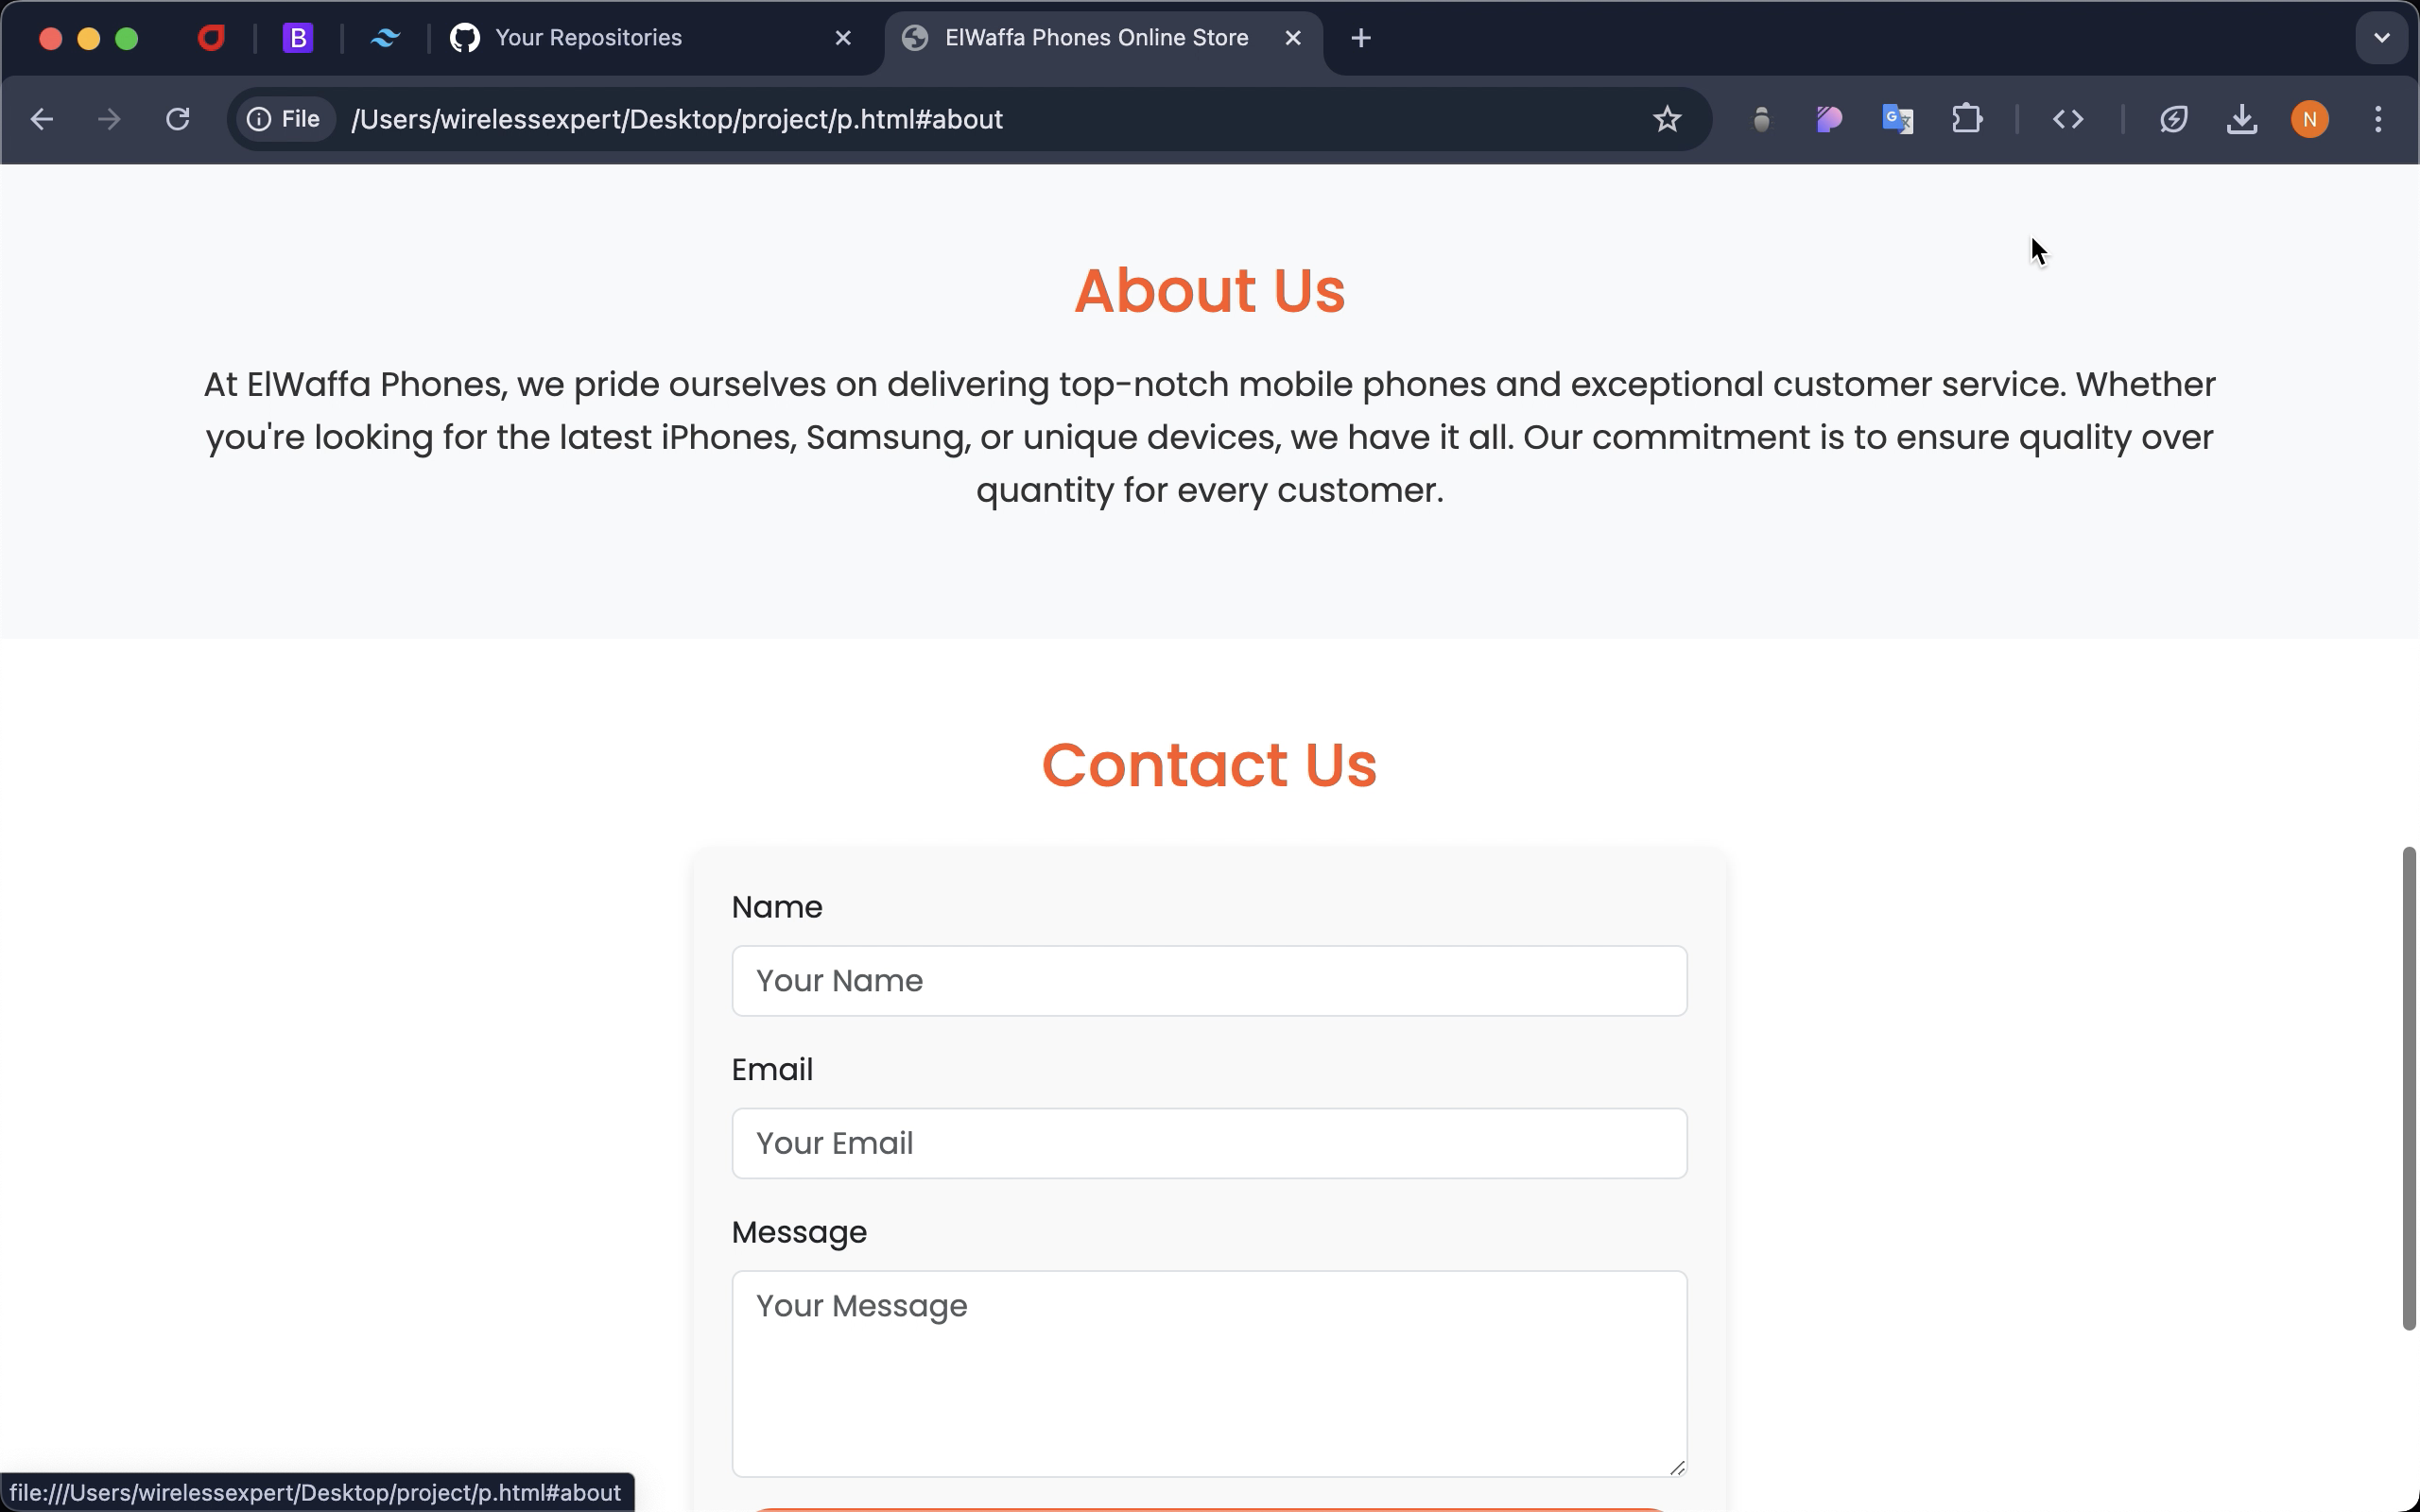 B
Your Repositories
ElWaffa Phones Online Store
File
/Users/wirelessexpert/Desktop/project/p.html#about
N
About Us
At ElWaffa Phones, we pride ourselves on delivering top-notch mobile phones and exceptional customer service. Whether
you're looking for the latest iPhones, Samsung, or unique devices, we have it all. Our commitment is to ensure quality over
quantity for every customer.
Contact Us
Name
Your Name
Email
Your Email
Message
Your Message
file:///Users/wirelessexpert/Desktop/project/p.html#about